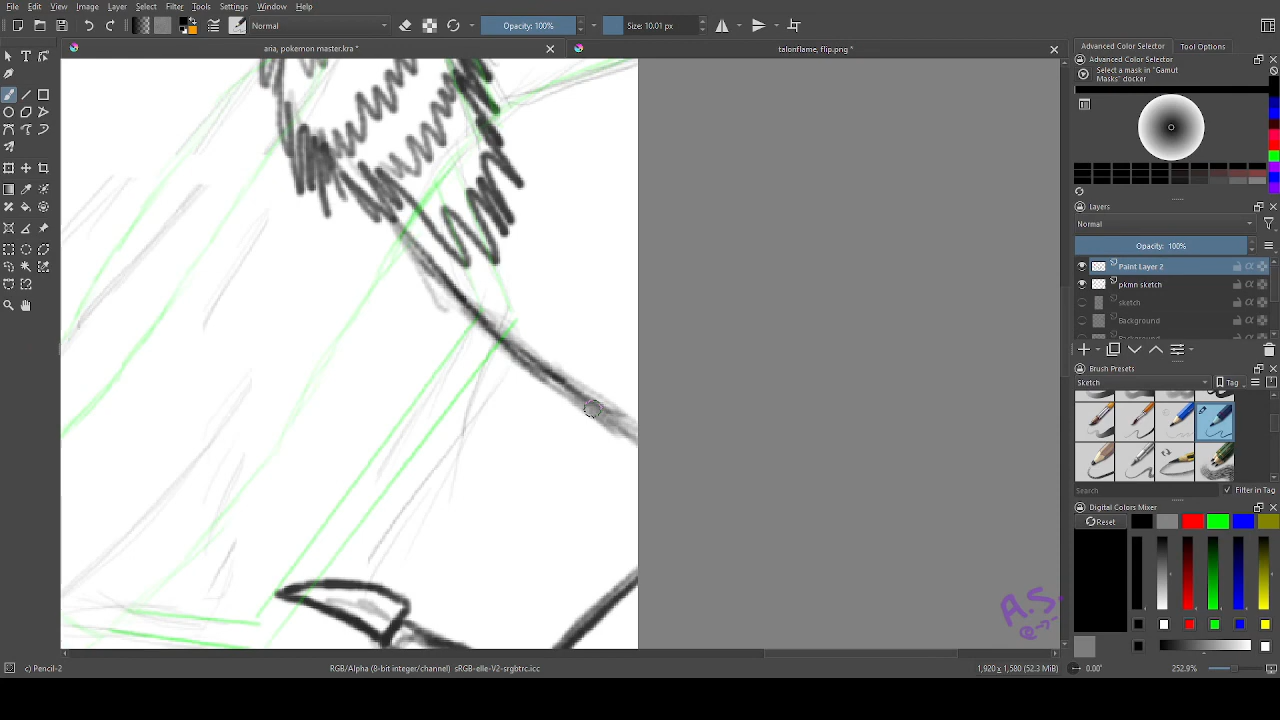 File Edit View Image Layer Select Filter Tools Settings Window Help
Normal
Opacity: 100%
Size: 10.01 px
aria, pokemon master.kra *
talonflame, flip.png *
Advanced Color Selector
Tool Options
Advanced Color Selector
Select a mask in "Gamut
Masks" docker
Layers
Normal
Opacity: 100%
Paint Layer 2
pkmn sketch
sketch
Background
Background
Brush Presets
Sketch
Tag
Search
Filter in Tag
Digital Colors Mixer
Reset
A.S.
Pencil-2
RGB/Alpha (8-bit integer/channel) sRGB-elle-V2-srgbtrc.icc
1,920 x 1,580 (52.3 MiB)
0.00°
252.9%